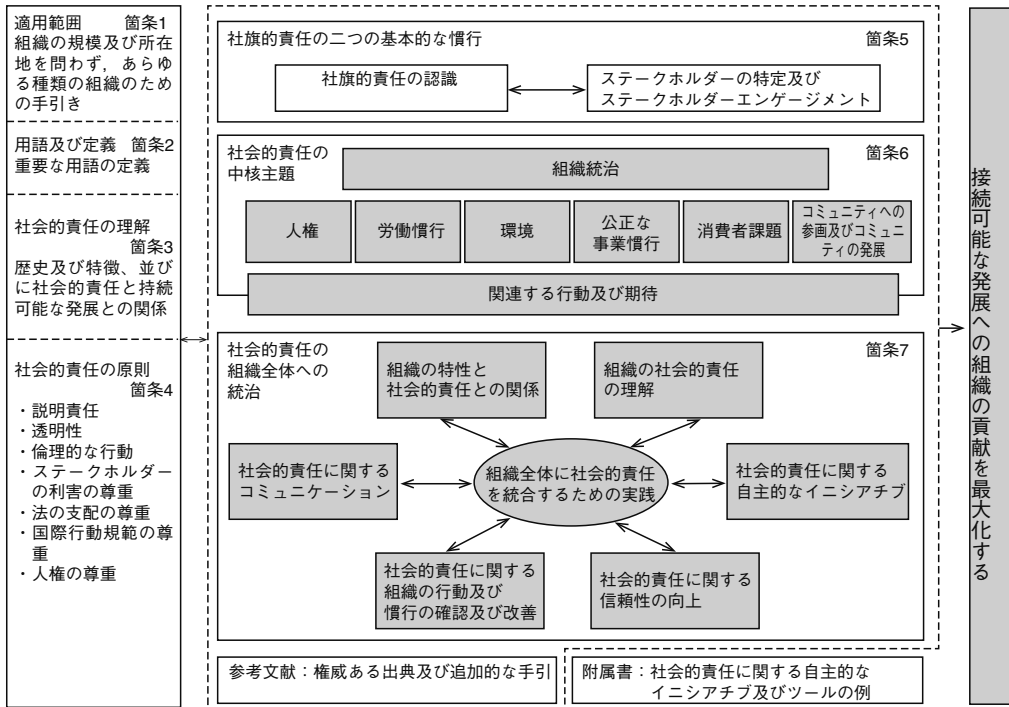 適用範囲 箇条1
組織の規模及び所在
地を問わず，あらゆ
る種類の組織のため
の手引き
用語及び定義 箇条2
重要な用語の定義
社会的責任の理解
箇条3
歴史及び特徴、並び
に社会的責任と持続
可能な発展との関係
社会的責任の原則
箇条4
・説明責任
・透明性
・倫理的な行動
・ステークホルダー
の利害の尊重
・法の支配の尊重
・国際行動規範の尊
重
・人権の尊重
社旗的責任の二つの基本的な慣行 箇条5
社旗的責任の認識
ステークホルダーの特定及び
ステークホルダーエンゲージメント
社会的責任の
中核主題
箇条6
組織統治
人権
労働慣行
環境
公正な
事業慣行
消費者課題
コミュニティへの
参画及びコミュニ
ティの発展
関連する行動及び期待
社会的責任の
組織全体への
統治
箇条7
組織の特性と
社会的責任との関係
組織の社会的責任
の理解
社会的責任に関する
コミュニケーション
組織全体に社会的責任
を統合するための実践
社会的責任に関する
自主的なイニシアチブ
社会的責任に関する
組織の行動及び
慣行の確認及び改善
社会的責任に関する
信頼性の向上
参考文献：権威ある出典及び追加的な手引
附属書：社会的責任に関する自主的な
イニシアチブ及びツールの例
接続可能な発展への組織の貢献を最大化する